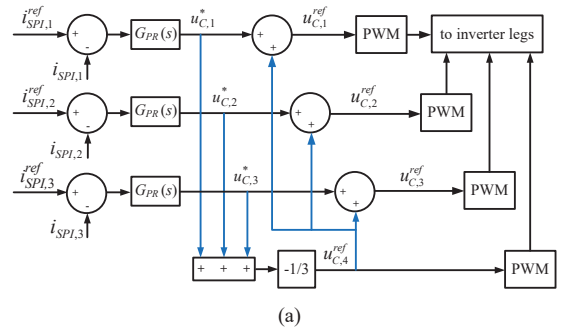 i_{SPI,1}^{ref} + - G_{PR}(s) u_{C,1}^{*} + + u_{C,1}^{ref} PWM to inverter legs
i_{SPI,1}
i_{SPI,2}^{ref} + - G_{PR}(s) u_{C,2}^{*} + + u_{C,2}^{ref} PWM
i_{SPI,2}
i_{SPI,3}^{ref} + - G_{PR}(s) u_{C,3}^{*} + + u_{C,3}^{ref} PWM
i_{SPI,3}
+ + + -1/3 u_{C,4}^{ref} PWM
(a)